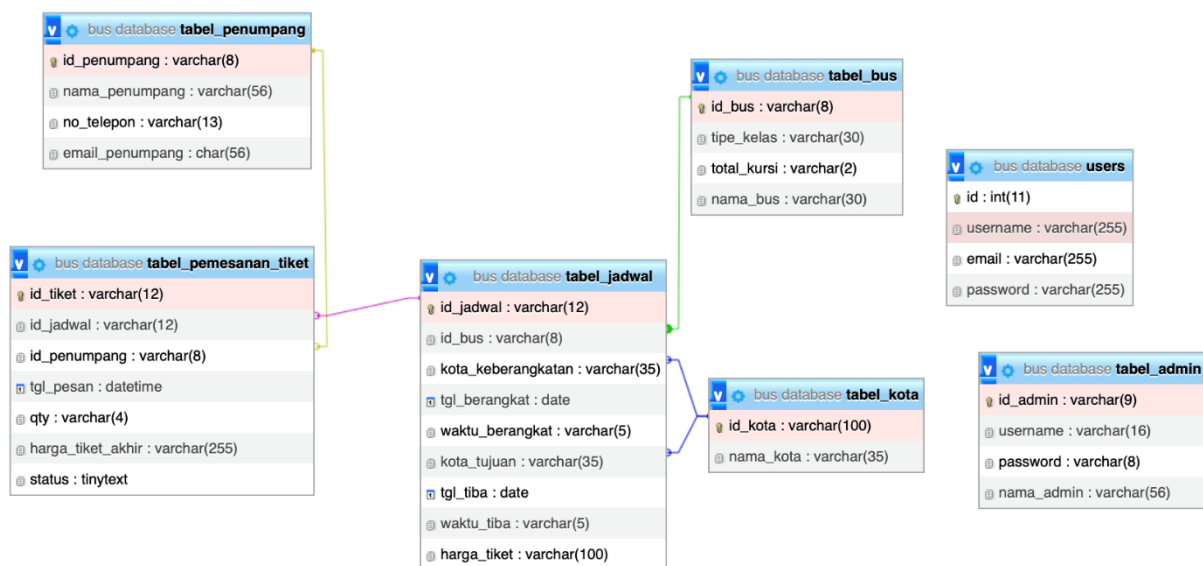 bus database tabel_penumpang
id_penumpang : varchar(8)
nama_penumpang : varchar(56)
no_telepon : varchar(13)
email_penumpang : char(56)
bus database tabel_bus
id_bus : varchar(8)
tipe_kelas : varchar(30)
total_kursi : varchar(2)
nama_bus : varchar(30)
bus database users
id : int(11)
username : varchar(255)
email : varchar(255)
password : varchar(255)
bus database tabel_pemesanan_tiket
id_tiket : varchar(12)
id_jadwal : varchar(12)
id_penumpang : varchar(8)
tgl_pesan : datetime
qty : varchar(4)
harga_tiket_akhir : varchar(255)
status : tinytext
bus database tabel_jadwal
id_jadwal : varchar(12)
id_bus : varchar(8)
kota_keberangkatan : varchar(35)
tgl_berangkat : date
waktu_berangkat : varchar(5)
kota_tujuan : varchar(35)
tgl_tiba : date
waktu_tiba : varchar(5)
harga_tiket : varchar(100)
bus database tabel_kota
id_kota : varchar(100)
nama_kota : varchar(35)
bus database tabel_admin
id_admin : varchar(9)
username : varchar(16)
password : varchar(8)
nama_admin : varchar(56)